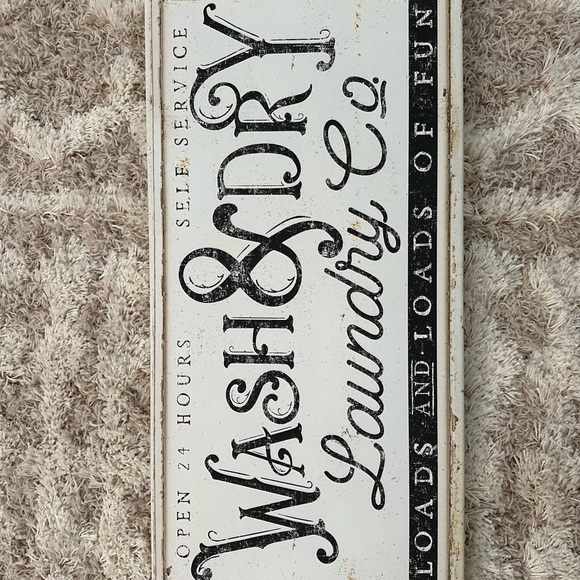 OPEN 24 HOURS SELF SERVICE
WASH & DRY
Laundry Co.
LOADS AND LOADS OF FUN